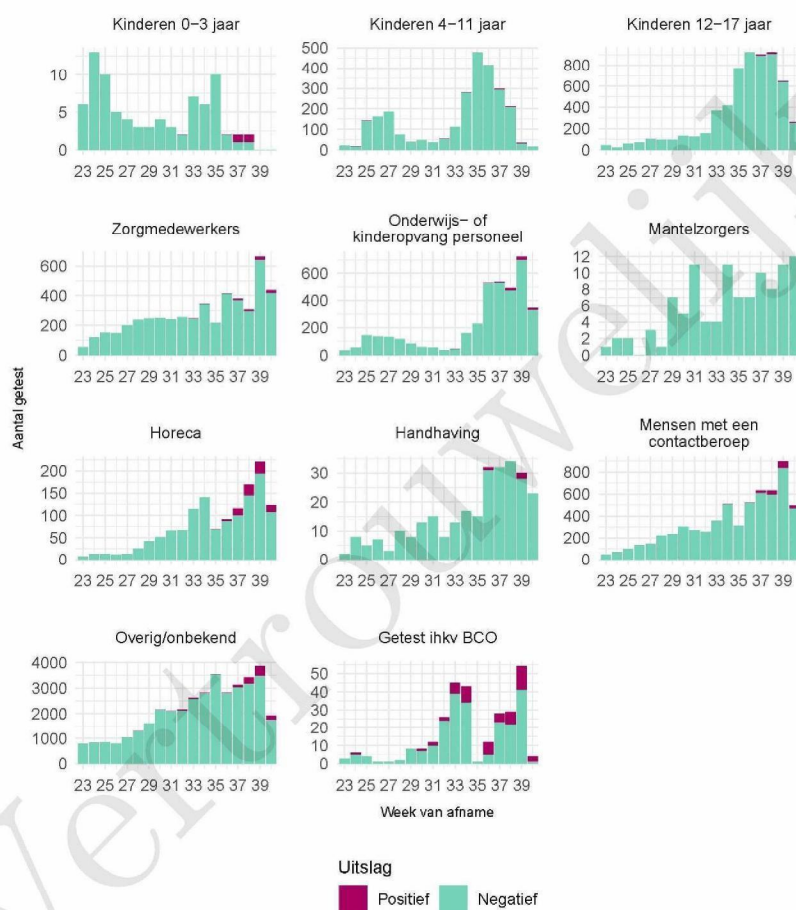 Kinderen 0–3 jaar
Kinderen 4–11 jaar
Kinderen 12–17 jaar
10
5
0
500
400
300
200
100
0
800
600
400
200
0
23 25 27 29 31 33 35 37 39
23 25 27 29 31 33 35 37 39
23 25 27 29 31 33 35 37 39
Zorgmedewerkers
Onderwijs– of
kinderopvang personeel
Mantelzorgers
600
400
200
0
600
400
200
0
12
10
8
6
4
2
0
23 25 27 29 31 33 35 37 39
23 25 27 29 31 33 35 37 39
23 25 27 29 31 33 35 37 39
Aantal getest
Horeca
Handhaving
Mensen met een
contactberoep
200
150
100
50
0
30
20
10
0
800
600
400
200
0
23 25 27 29 31 33 35 37 39
23 25 27 29 31 33 35 37 39
23 25 27 29 31 33 35 37 39
Overig/onbekend
Getest ihkv BCO
4000
3000
2000
1000
0
50
40
30
20
10
0
23 25 27 29 31 33 35 37 39
23 25 27 29 31 33 35 37 39
Week van afname
Uitslag
Positief
Negatief
Vertrouwelijk